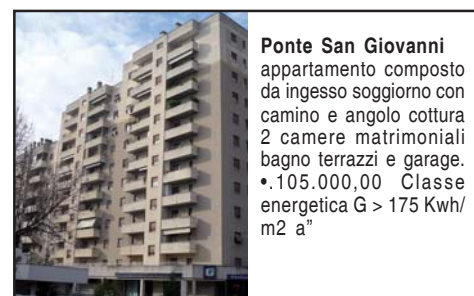 Ponte San Giovanni
appartamento composto
da ingesso soggiorno con
camino e angolo cottura
2 camere matrimoniali
bagno terrazzi e garage.
•.105.000,00 Classe
energetica G > 175 Kwh/
m2 a”